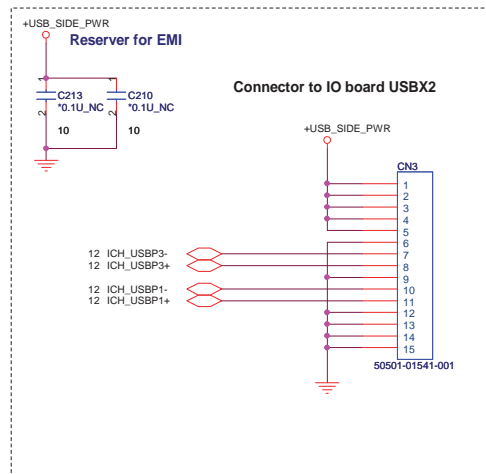 +USB_SIDE_PWR
Reserver for EMI
1
1
C213
C210
*0.1U_NC
*0.1U_NC
2
2
10
10
Connector to IO board USBX2
+USB_SIDE_PWR
CN3
1
2
3
4
5
6
12 ICH_USBP3-
7
12 ICH_USBP3+
8
9
12 ICH_USBP1-
10
12 ICH_USBP1+
11
12
13
14
15
50501-01541-001